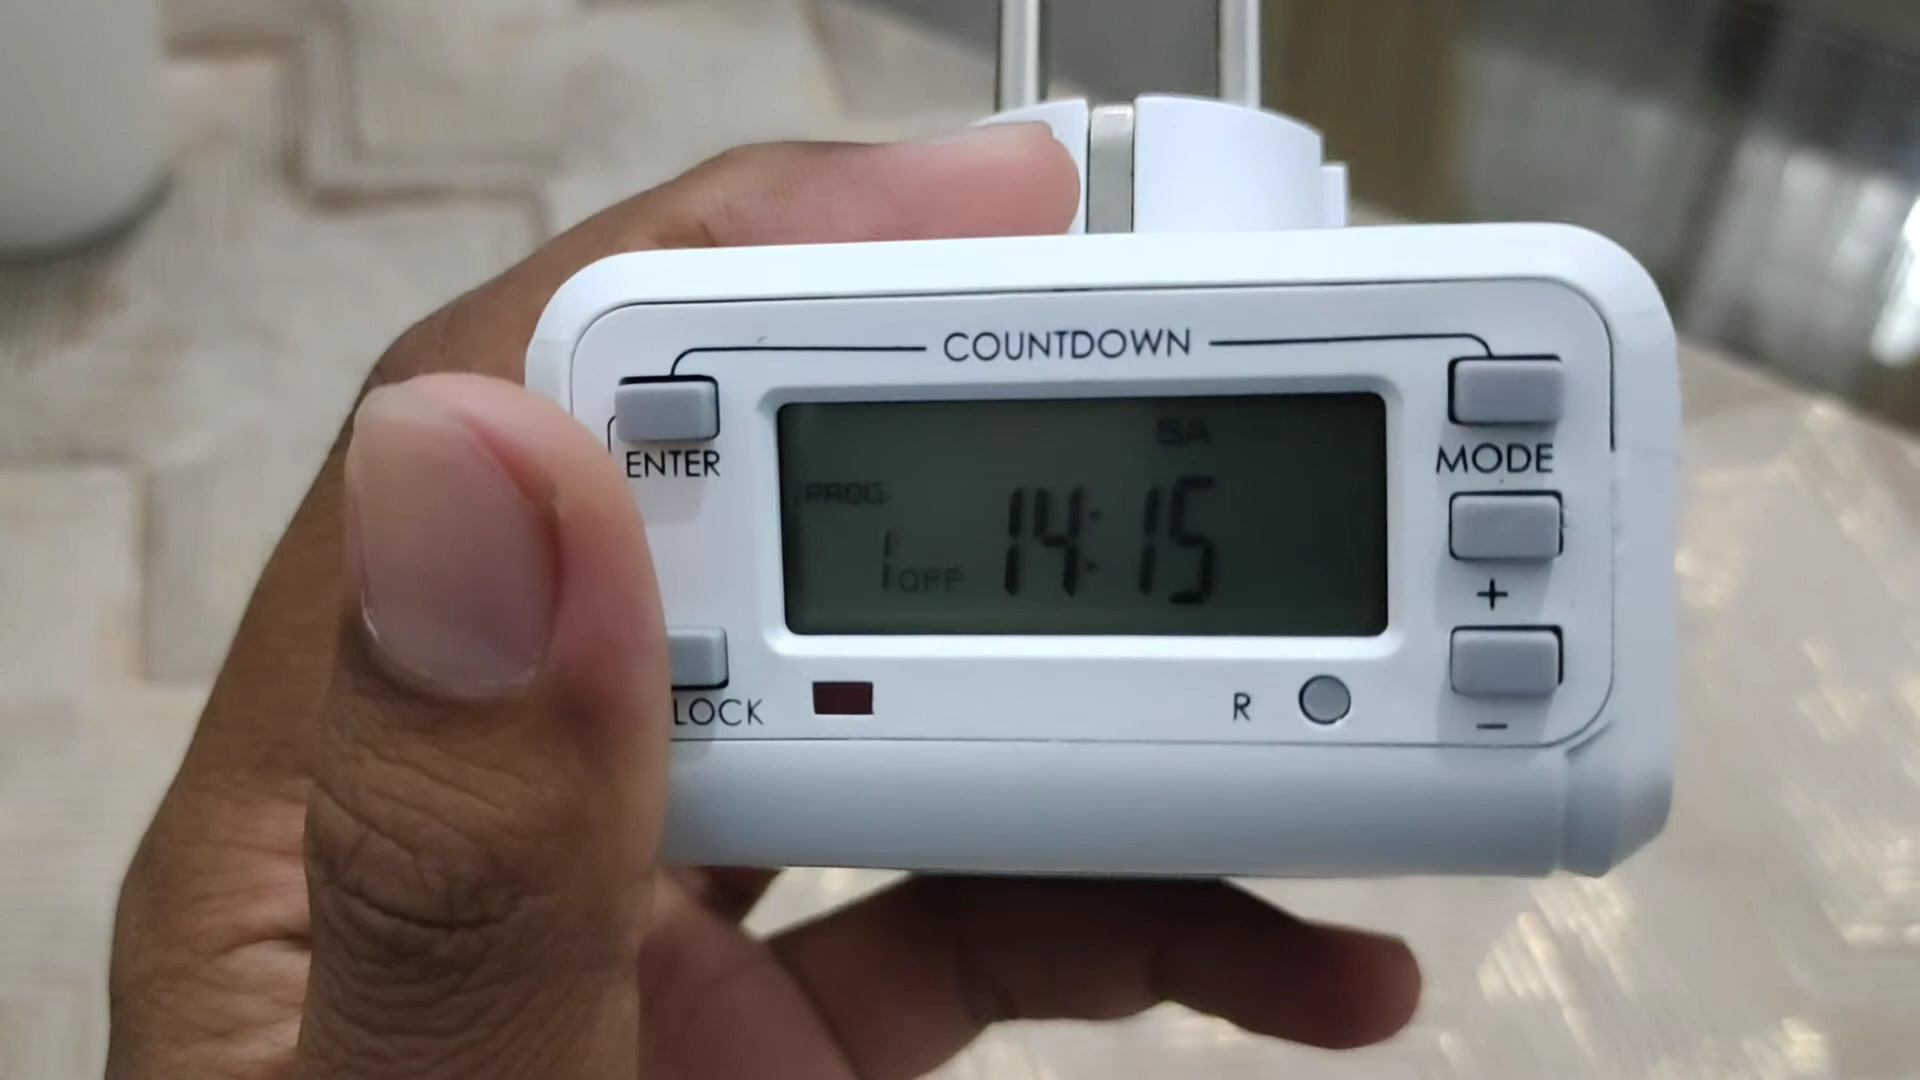 COUNTDOWN
ENTER
MODE
SA
PROG
1 OFF 14:15
+
LOCK
R
−